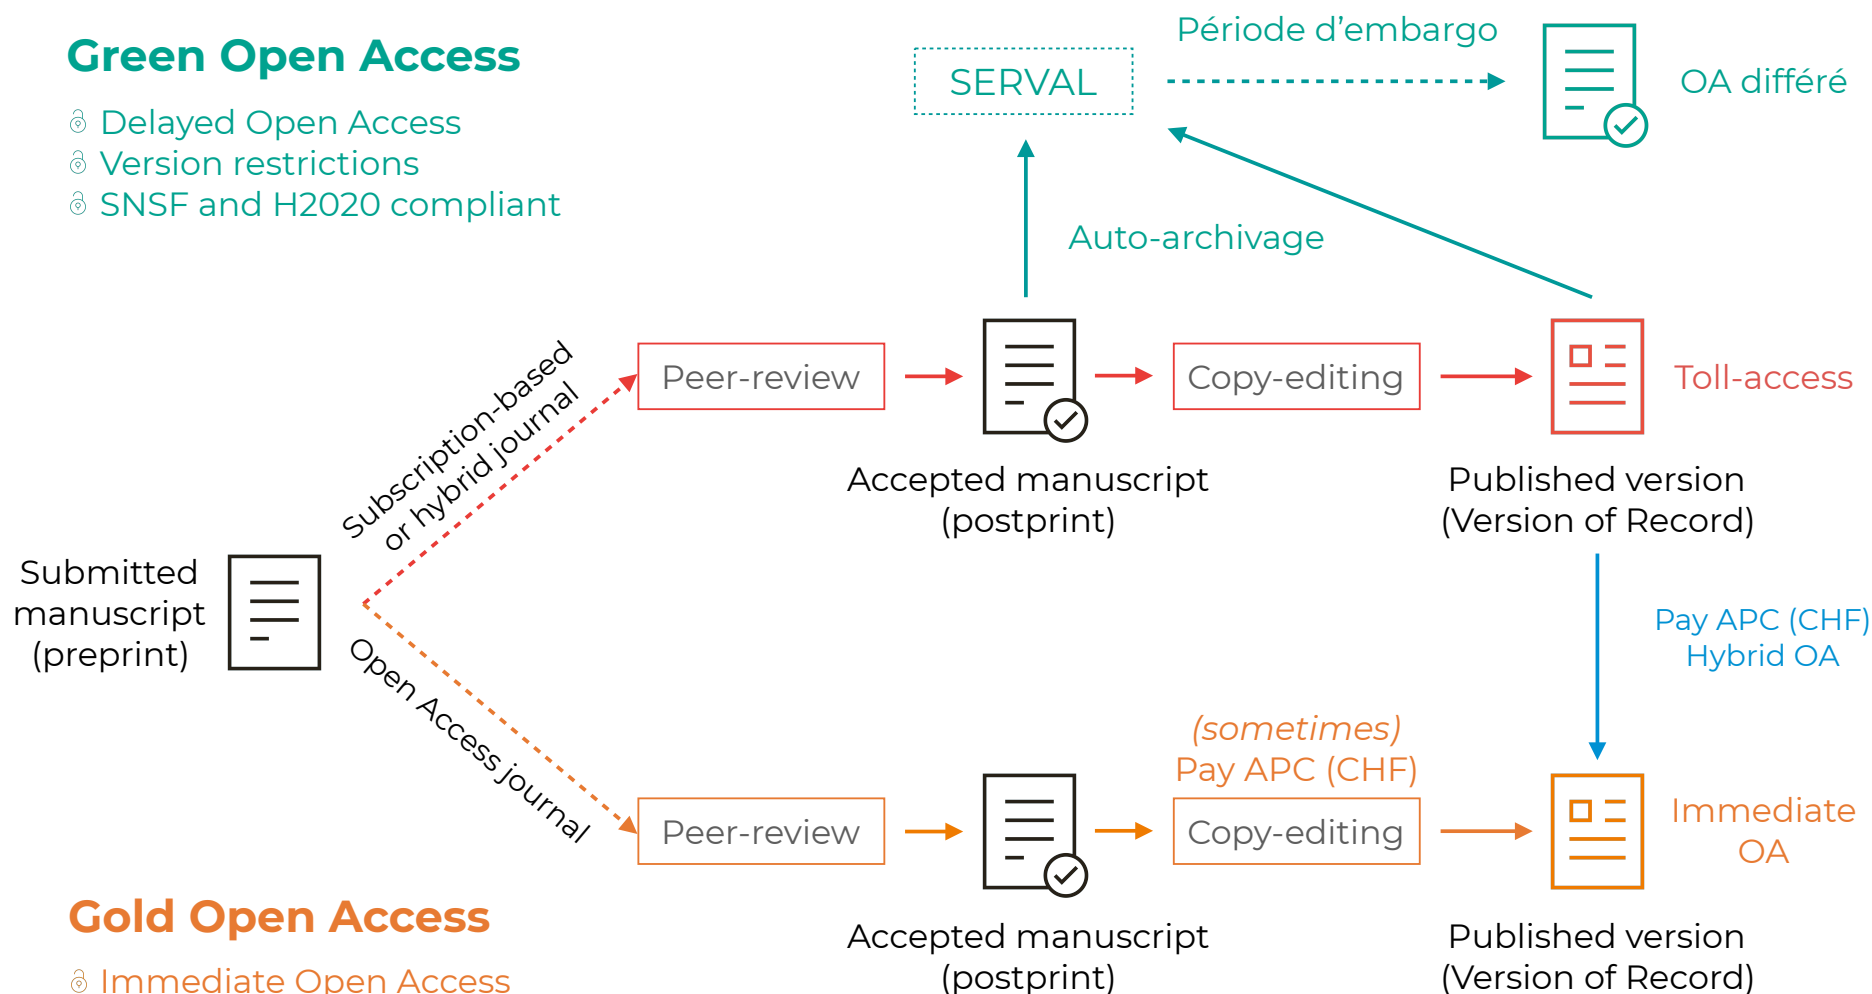 Green Open Access
Delayed Open Access
Version restrictions
SNSF and H2020 compliant
SERVAL
Période d’embargo
OA différé
Auto-archivage
Subscription-based
or hybrid journal
Peer-review
Copy-editing
Toll-access
Accepted manuscript
(postprint)
Published version
(Version of Record)
Submitted
manuscript
(preprint)
Pay APC (CHF)
Hybrid OA
Open Access journal
Peer-review
(sometimes)
Pay APC (CHF)
Copy-editing
Immediate
OA
Accepted manuscript
(postprint)
Published version
(Version of Record)
Gold Open Access
Immediate Open Access